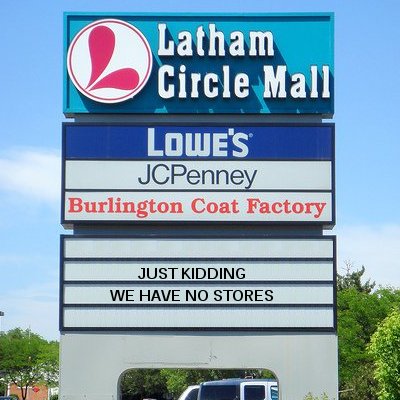 Latham
Circle Mall
LOWE'S
JCPenney
Burlington Coat Factory
JUST KIDDING
WE HAVE NO STORES